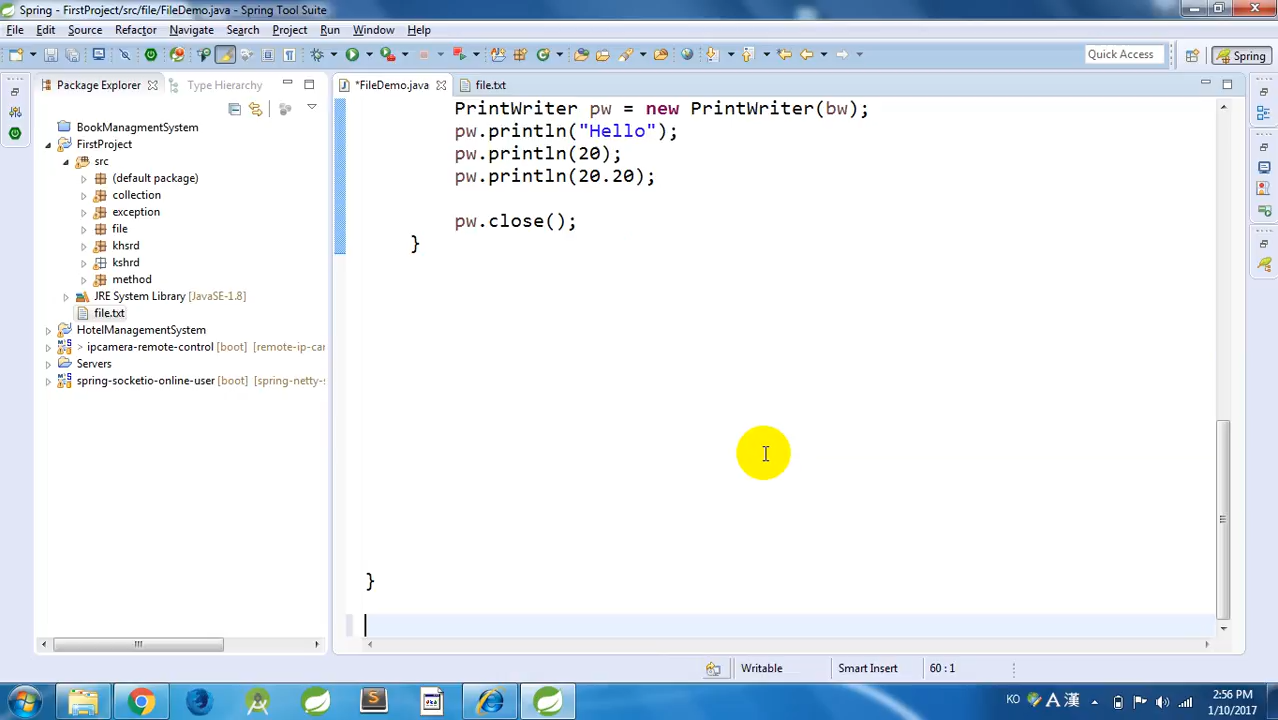 Spring - FirstProject/src/file/FileDemo.java - Spring Tool Suite
File Edit Source Refactor Navigate Search Project Run Window Help
Quick Access
Spring
Package Explorer
Type Hierarchy
*FileDemo.java
file.txt
BookManagmentSystem
FirstProject
src
(default package)
collection
exception
file
khsrd
kshrd
method
JRE System Library [JavaSE-1.8]
file.txt
HotelManagementSystem
> ipcamera-remote-control [boot] [remote-ip-car
Servers
spring-socketio-online-user [boot] [spring-netty-s
PrintWriter pw = new PrintWriter(bw);
pw.println("Hello");
pw.println(20);
pw.println(20.20);
pw.close();
}
}
Writable
Smart Insert
60 : 1
KO
A 漢
2:56 PM
1/10/2017